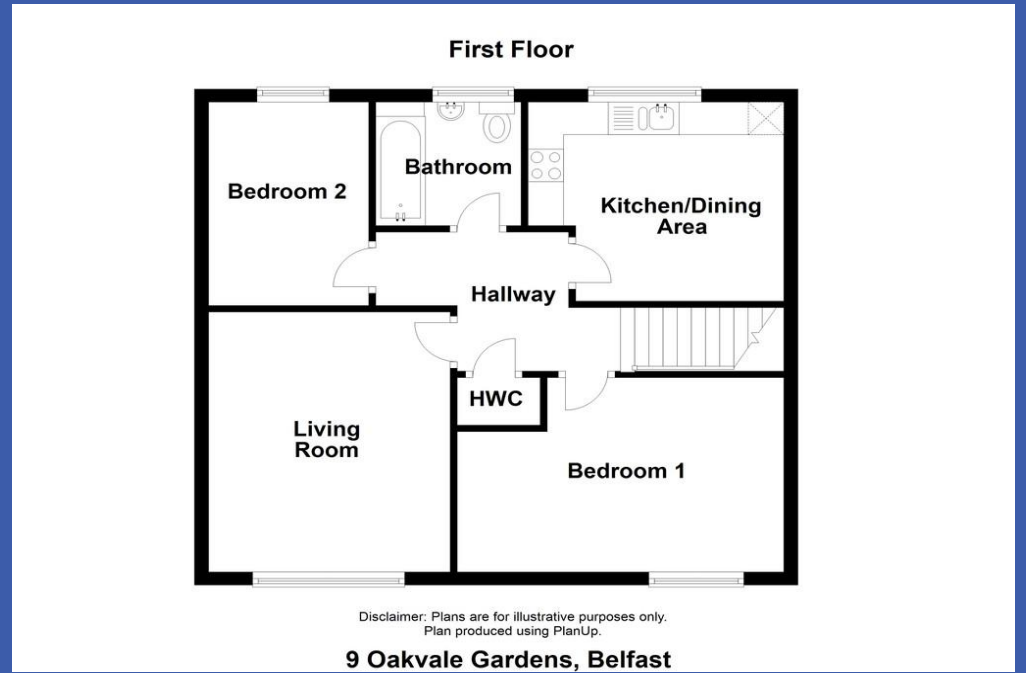 First Floor
Bathroom
Bedroom 2
Kitchen/Dining
Area
Hallway
HWC
Living
Room
Bedroom 1
Disclaimer: Plans are for illustrative purposes only.
Plan produced using PlanUp.
9 Oakvale Gardens, Belfast